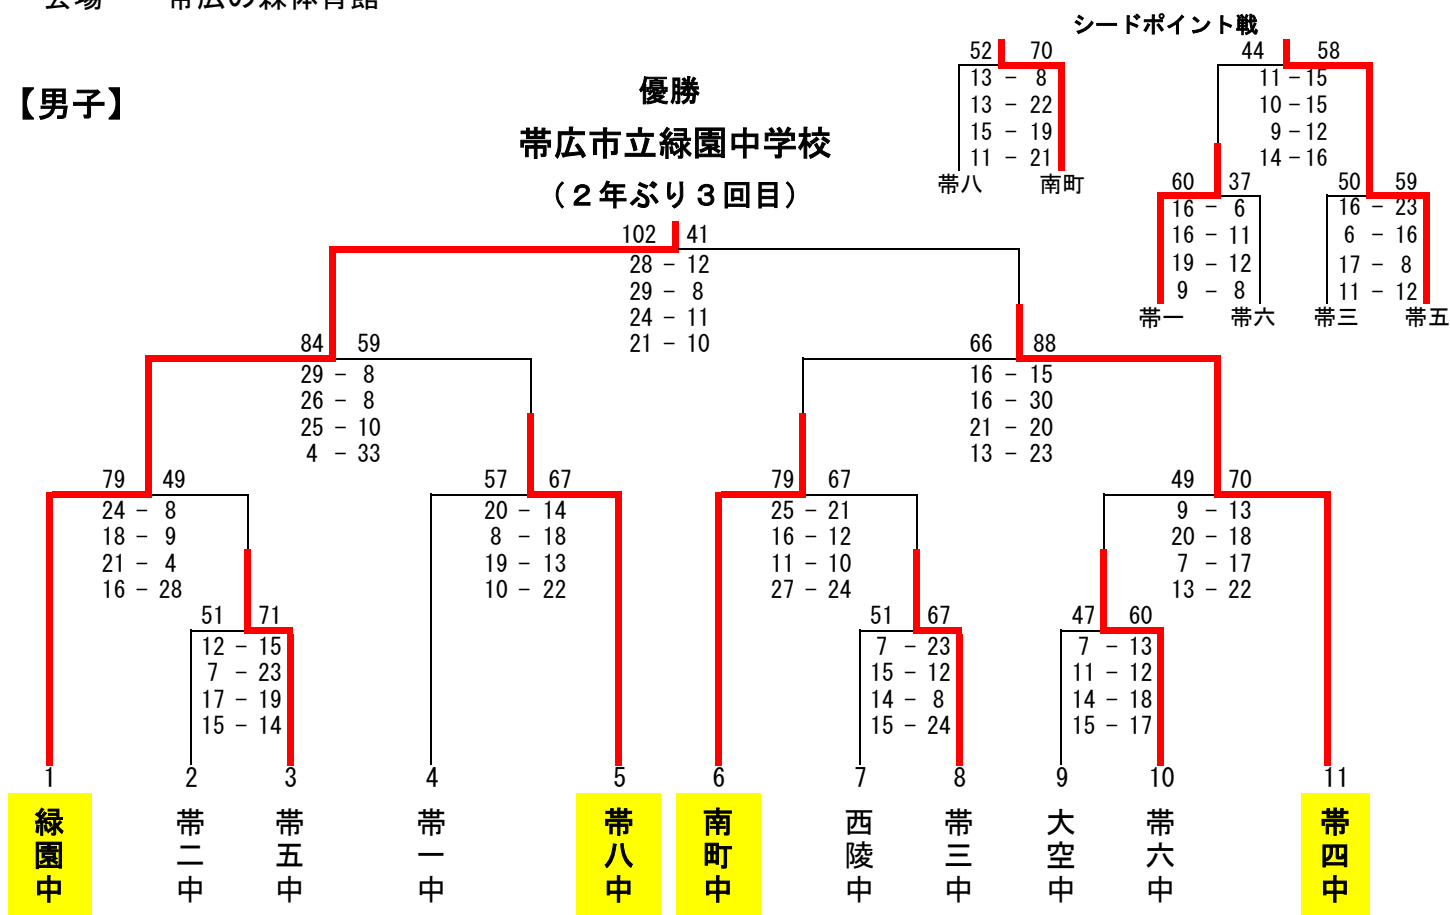 会場 帯広の森体育館
シードポイント戦
【男子】
優勝
帯広市立緑園中学校
（２年ぶり３回目）
52 70
13 - 8
13 - 22
15 - 19
11 - 21
帯八 南町
44 58
11 - 15
10 - 15
9 - 12
14 - 16
60 37
16 - 6
16 - 11
19 - 12
9 - 8
帯一 帯六
50 59
16 - 23
6 - 16
17 - 8
11 - 12
帯三 帯五
102 41
28 - 12
29 - 8
24 - 11
21 - 10
84 59
29 - 8
26 - 8
25 - 10
4 - 33
66 88
16 - 15
16 - 30
21 - 20
13 - 23
79 49
24 - 8
18 - 9
21 - 4
16 - 28
57 67
20 - 14
8 - 18
19 - 13
10 - 22
79 67
25 - 21
16 - 12
11 - 10
27 - 24
49 70
9 - 13
20 - 18
7 - 17
13 - 22
51 71
12 - 15
7 - 23
17 - 19
15 - 14
51 67
7 - 23
15 - 12
14 - 8
15 - 24
47 60
7 - 13
11 - 12
14 - 18
15 - 17
1 2 3 4 5 6 7 8 9 10 11
緑園中
帯二中
帯五中
帯一中
帯八中
南町中
西陵中
帯三中
大空中
帯六中
帯四中